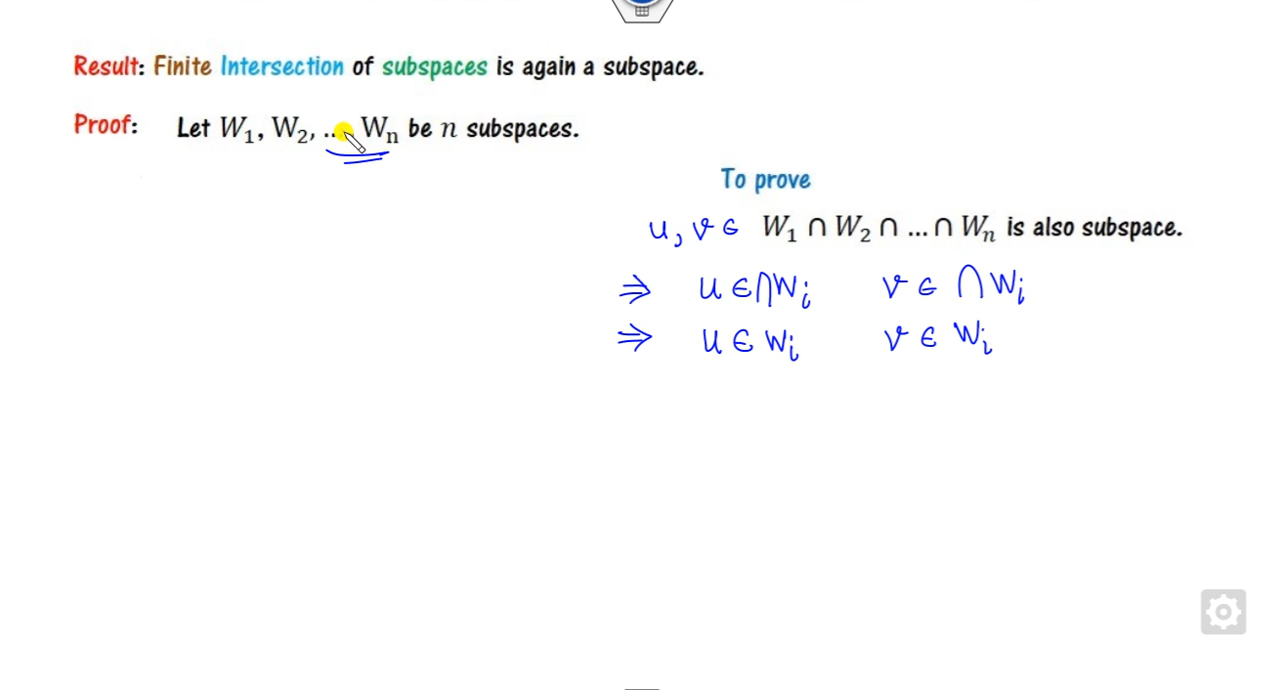 Result: Finite Intersection of subspaces is again a subspace.
Proof: Let W₁, W₂, ... Wₙ be n subspaces.
To prove
u, v ∈ W₁ ∩ W₂ ∩ ... ∩ Wₙ is also subspace.
⇒ u ∈ ∩Wᵢ v ∈ ∩Wᵢ
⇒ u ∈ Wᵢ v ∈ Wᵢ